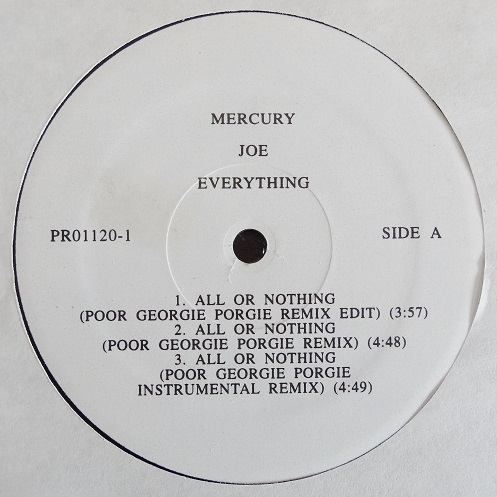 MERCURY
JOE
EVERYTHING
PRO1120-1
SIDE A
1. ALL OR NOTHING
(POOR GEORGIE PORGIE REMIX EDIT) (3:57)
2. ALL OR NOTHING
(POOR GEORGIE PORGIE REMIX) (4:48)
3. ALL OR NOTHING
(POOR GEORGIE PORGIE
INSTRUMENTAL REMIX) (4:49)